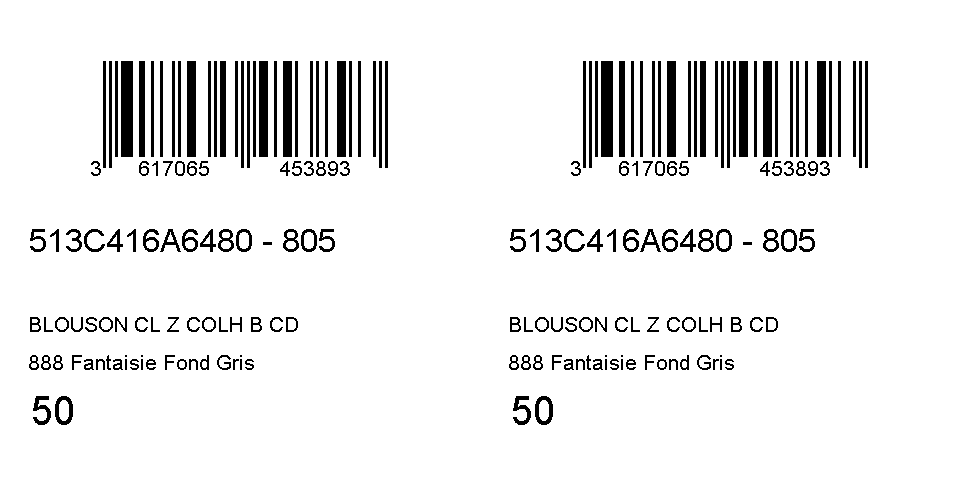 3 617065 453893
513C416A6480 - 805
BLOUSON CL Z COLH B CD
888 Fantaisie Fond Gris
50
3 617065 453893
513C416A6480 - 805
BLOUSON CL Z COLH B CD
888 Fantaisie Fond Gris
50